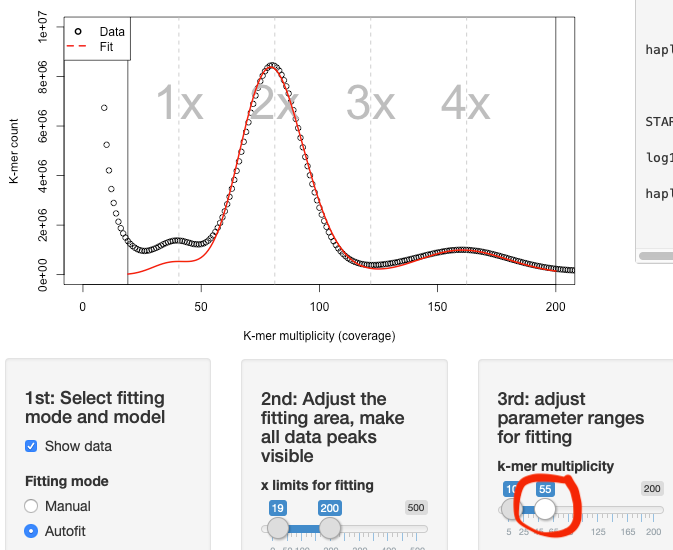 Data
Fit
1x
2x
3x
4x
K-mer count
0e+00
2e+06
4e+06
6e+06
8e+06
1e+07
0
50
100
150
200
K-mer multiplicity (coverage)
hapl
STAR
log1
hapl
1st: Select fitting
mode and model
Show data
Fitting mode
Manual
Autofit
2nd: Adjust the
fitting area, make
all data peaks
visible
x limits for fitting
19 200 500
3rd: adjust
parameter ranges
for fitting
k-mer multiplicity
10 55 200
5 25 125 165 200